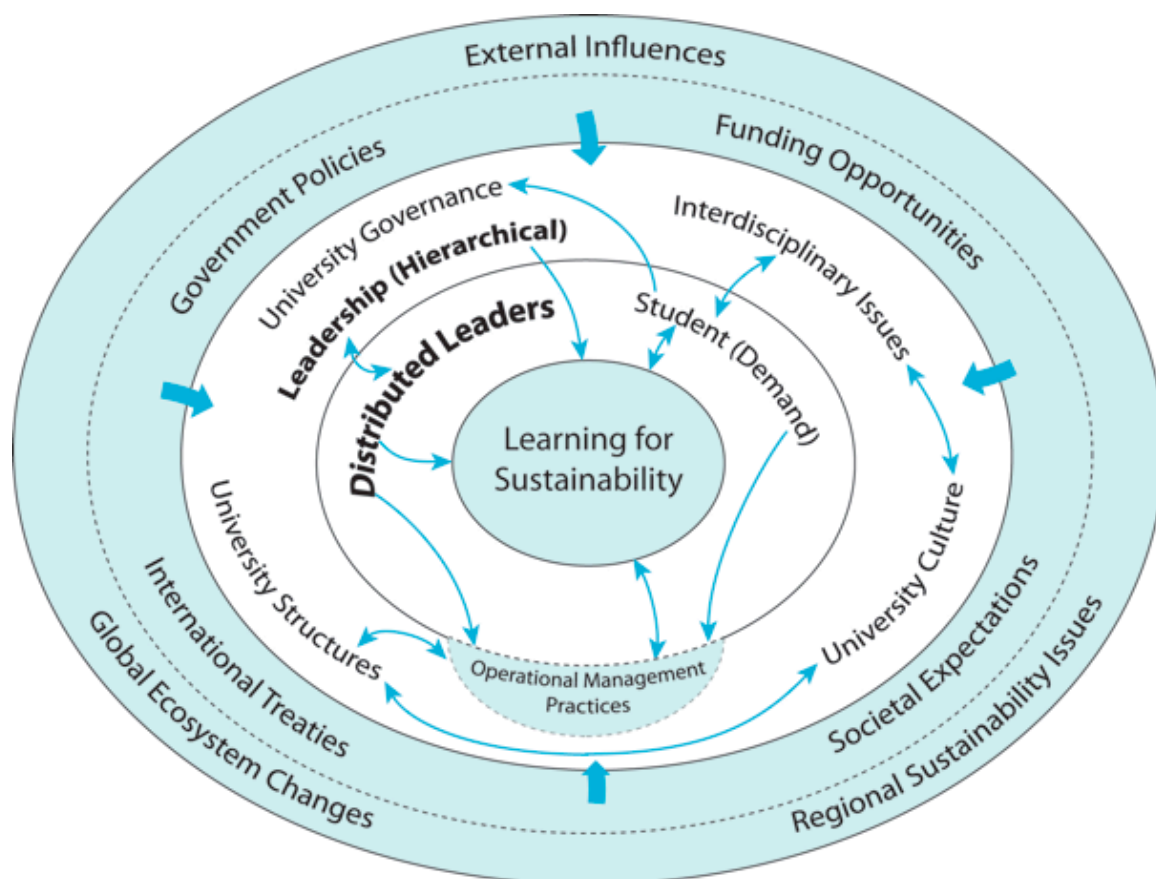 External Influences
Government Policies
Funding Opportunities
University Governance
Interdisciplinary Issues
Leadership (Hierarchical)
Distributed Leaders
Student (Demand)
Learning for
Sustainability
University Structures
University Culture
Operational Management
Practices
International Treaties
Societal Expectations
Global Ecosystem Changes
Regional Sustainability Issues